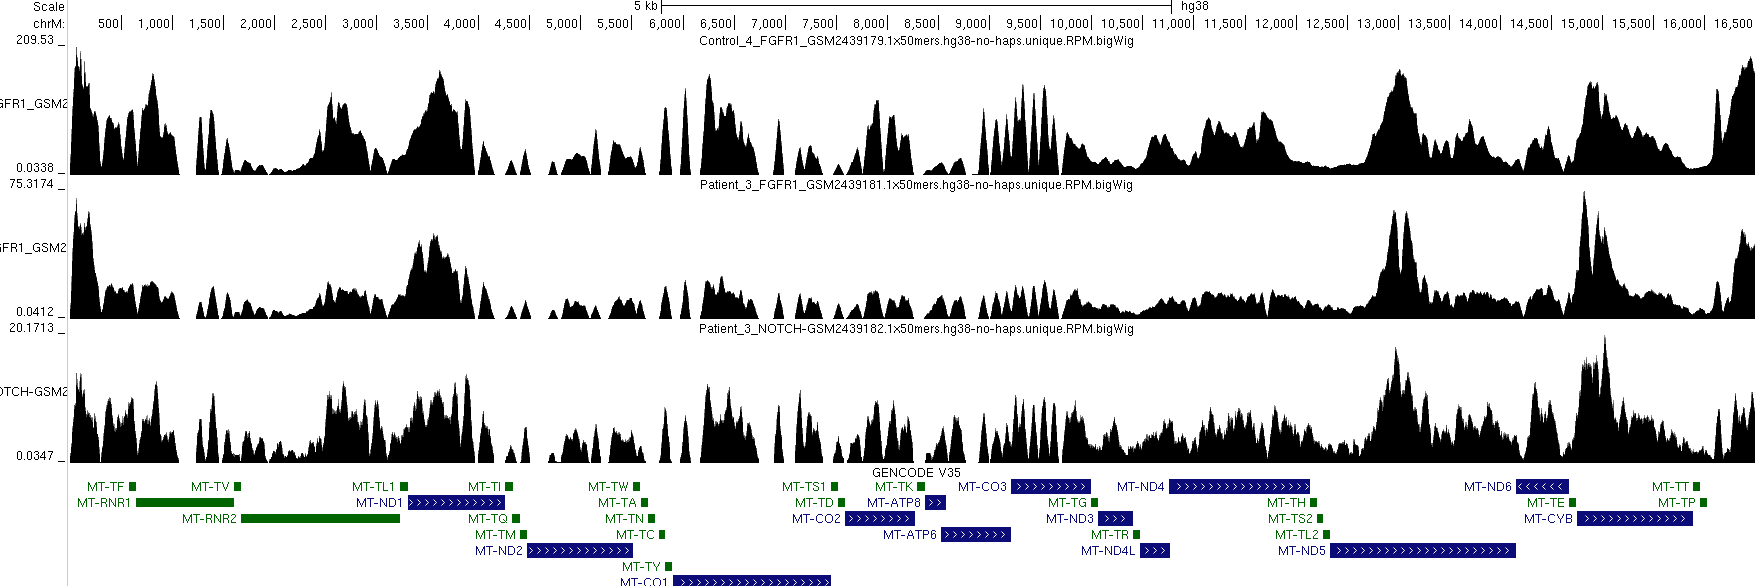 Scale 5 kb hg38
chrM: 500 1,000 1,500 2,000 2,500 3,000 3,500 4,000 4,500 5,000 5,500 6,000 6,500 7,000 7,500 8,000 8,500 9,000 9,500 10,000 10,500 11,000 11,500 12,000 12,500 13,000 13,500 14,000 14,500 15,000 15,500 16,000 16,500
209.53 _ Control_4_FGFR1_GSM2439179.1x50mers.hg38-no-haps.unique.RPM.bigWig
GFR1_GSM2
0.0338 _
75.3174 _ Patient_3_FGFR1_GSM2439181.1x50mers.hg38-no-haps.unique.RPM.bigWig
GFR1_GSM2
0.0412 _
20.1713 _ Patient_3_NOTCH-GSM2439182.1x50mers.hg38-no-haps.unique.RPM.bigWig
OTCH-GSM2
0.0347 _
GENCODE V35
MT-TF MT-TV MT-TL1 MT-TI MT-TW MT-TS1 MT-TK MT-CO3 MT-ND4 MT-ND6 MT-TT
MT-RNR1 MT-ND1 MT-TA MT-TD MT-ATP8 MT-TG MT-TH MT-TE MT-TP
MT-RNR2 MT-TQ MT-TN MT-CO2 MT-ND3 MT-TS2 MT-CYB
MT-TM MT-TC MT-ATP6 MT-TR MT-TL2
MT-ND2 MT-ND4L MT-ND5
MT-TY
MT-CO1